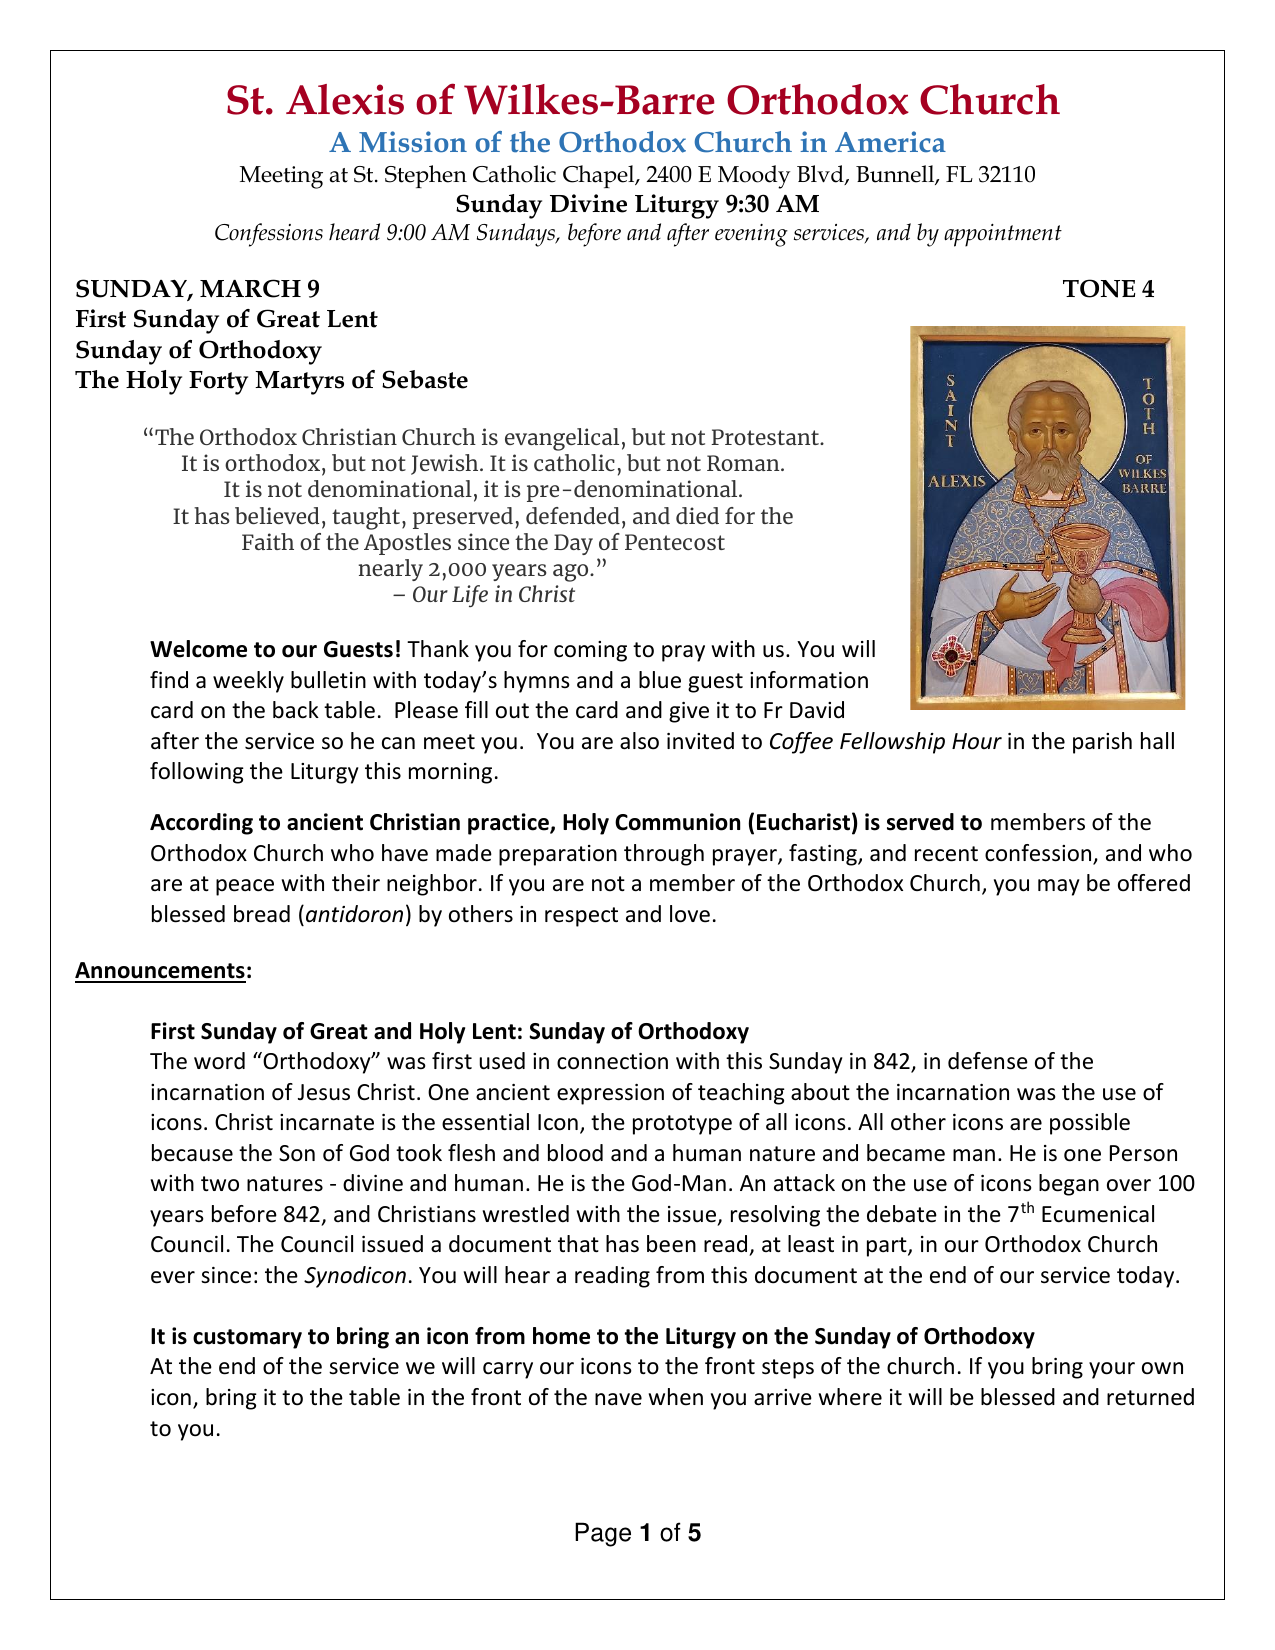 St. Alexis of Wilkes-Barre Orthodox Church
A Mission of the Orthodox Church in America
Meeting at St. Stephen Catholic Chapel, 2400 E Moody Blvd, Bunnell, FL 32110
Sunday Divine Liturgy 9:30 AM
Confessions heard 9:00 AM Sundays, before and after evening services, and by appointment
SUNDAY, MARCH 9 TONE 4
First Sunday of Great Lent
Sunday of Orthodoxy
The Holy Forty Martyrs of Sebaste
SAINT
ALEXIS
TOTH
OF
WILKES
BARRE
“The Orthodox Christian Church is evangelical, but not Protestant.
It is orthodox, but not Jewish. It is catholic, but not Roman.
It is not denominational, it is pre-denominational.
It has believed, taught, preserved, defended, and died for the
Faith of the Apostles since the Day of Pentecost
nearly 2,000 years ago.”
– Our Life in Christ
Welcome to our Guests! Thank you for coming to pray with us. You will
find a weekly bulletin with today’s hymns and a blue guest information
card on the back table.  Please fill out the card and give it to Fr David
after the service so he can meet you.  You are also invited to Coffee Fellowship Hour in the parish hall
following the Liturgy this morning.
According to ancient Christian practice, Holy Communion (Eucharist) is served to members of the
Orthodox Church who have made preparation through prayer, fasting, and recent confession, and who
are at peace with their neighbor. If you are not a member of the Orthodox Church, you may be offered
blessed bread (antidoron) by others in respect and love.
Announcements:
First Sunday of Great and Holy Lent: Sunday of Orthodoxy
The word “Orthodoxy” was first used in connection with this Sunday in 842, in defense of the
incarnation of Jesus Christ. One ancient expression of teaching about the incarnation was the use of
icons. Christ incarnate is the essential Icon, the prototype of all icons. All other icons are possible
because the Son of God took flesh and blood and a human nature and became man. He is one Person
with two natures - divine and human. He is the God-Man. An attack on the use of icons began over 100
years before 842, and Christians wrestled with the issue, resolving the debate in the 7th Ecumenical
Council. The Council issued a document that has been read, at least in part, in our Orthodox Church
ever since: the Synodicon. You will hear a reading from this document at the end of our service today.
It is customary to bring an icon from home to the Liturgy on the Sunday of Orthodoxy
At the end of the service we will carry our icons to the front steps of the church. If you bring your own
icon, bring it to the table in the front of the nave when you arrive where it will be blessed and returned
to you.
Page 1 of 5